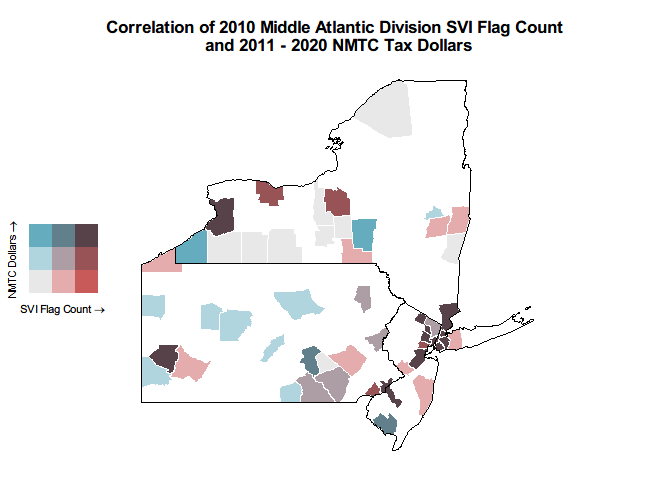 Correlation of 2010 Middle Atlantic Division SVI Flag Count
and 2011 - 2020 NMTC Tax Dollars
NMTC Dollars →
SVI Flag Count →